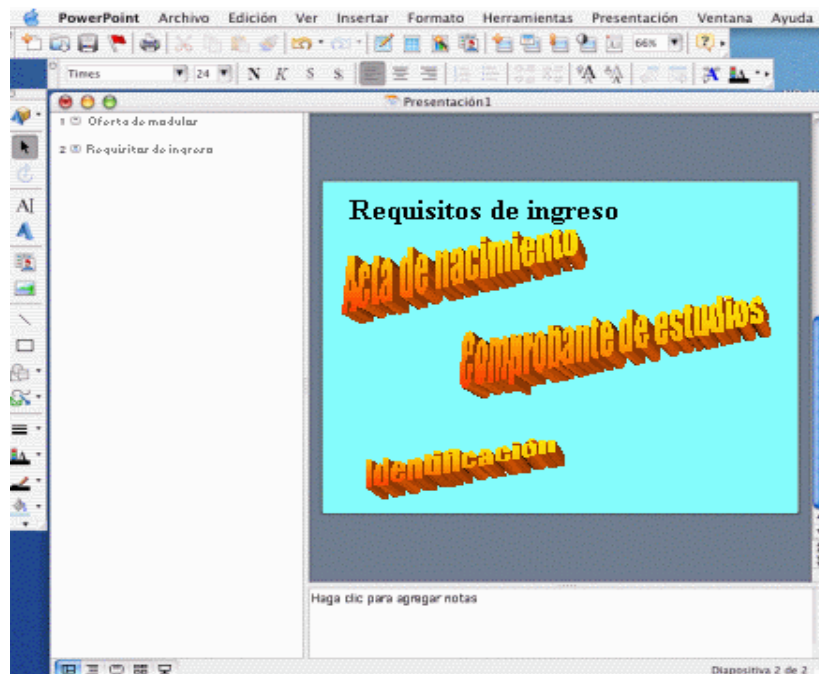 PowerPoint Archivo Edición Ver Insertar Formato Herramientas Presentación Ventana Ayuda
66%
Times 24 N K S S
Presentación1
1 Oferta de modular
2 Requisitos de ingreso
Requisitos de ingreso
Acta de nacimiento
Comprobante de estudios
Identificación
Haga clic para agregar notas
Diapositiva 2 de 2